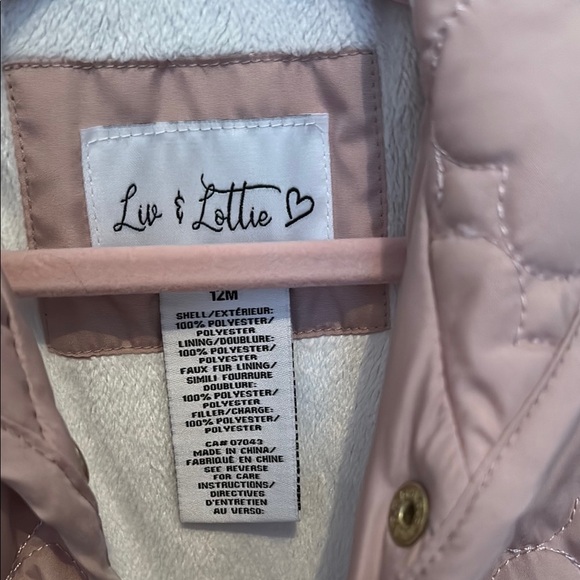 Liv & Lottie
12M
SHELL/EXTÉRIEUR:
100% POLYESTER/
POLYESTER
LINING/DOUBLURE:
100% POLYESTER/
POLYESTER
FAUX FUR LINING/
SIMILI FOURRURE
DOUBLURE:
100% POLYESTER/
POLYESTER
FILLER/CHARGE:
100% POLYESTER/
POLYESTER
CA# 07043
MADE IN CHINA/
FABRIQUÉ EN CHINE
SEE REVERSE
FOR CARE
INSTRUCTIONS/
DIRECTIVES
D'ENTRETIEN
AU VERSO: